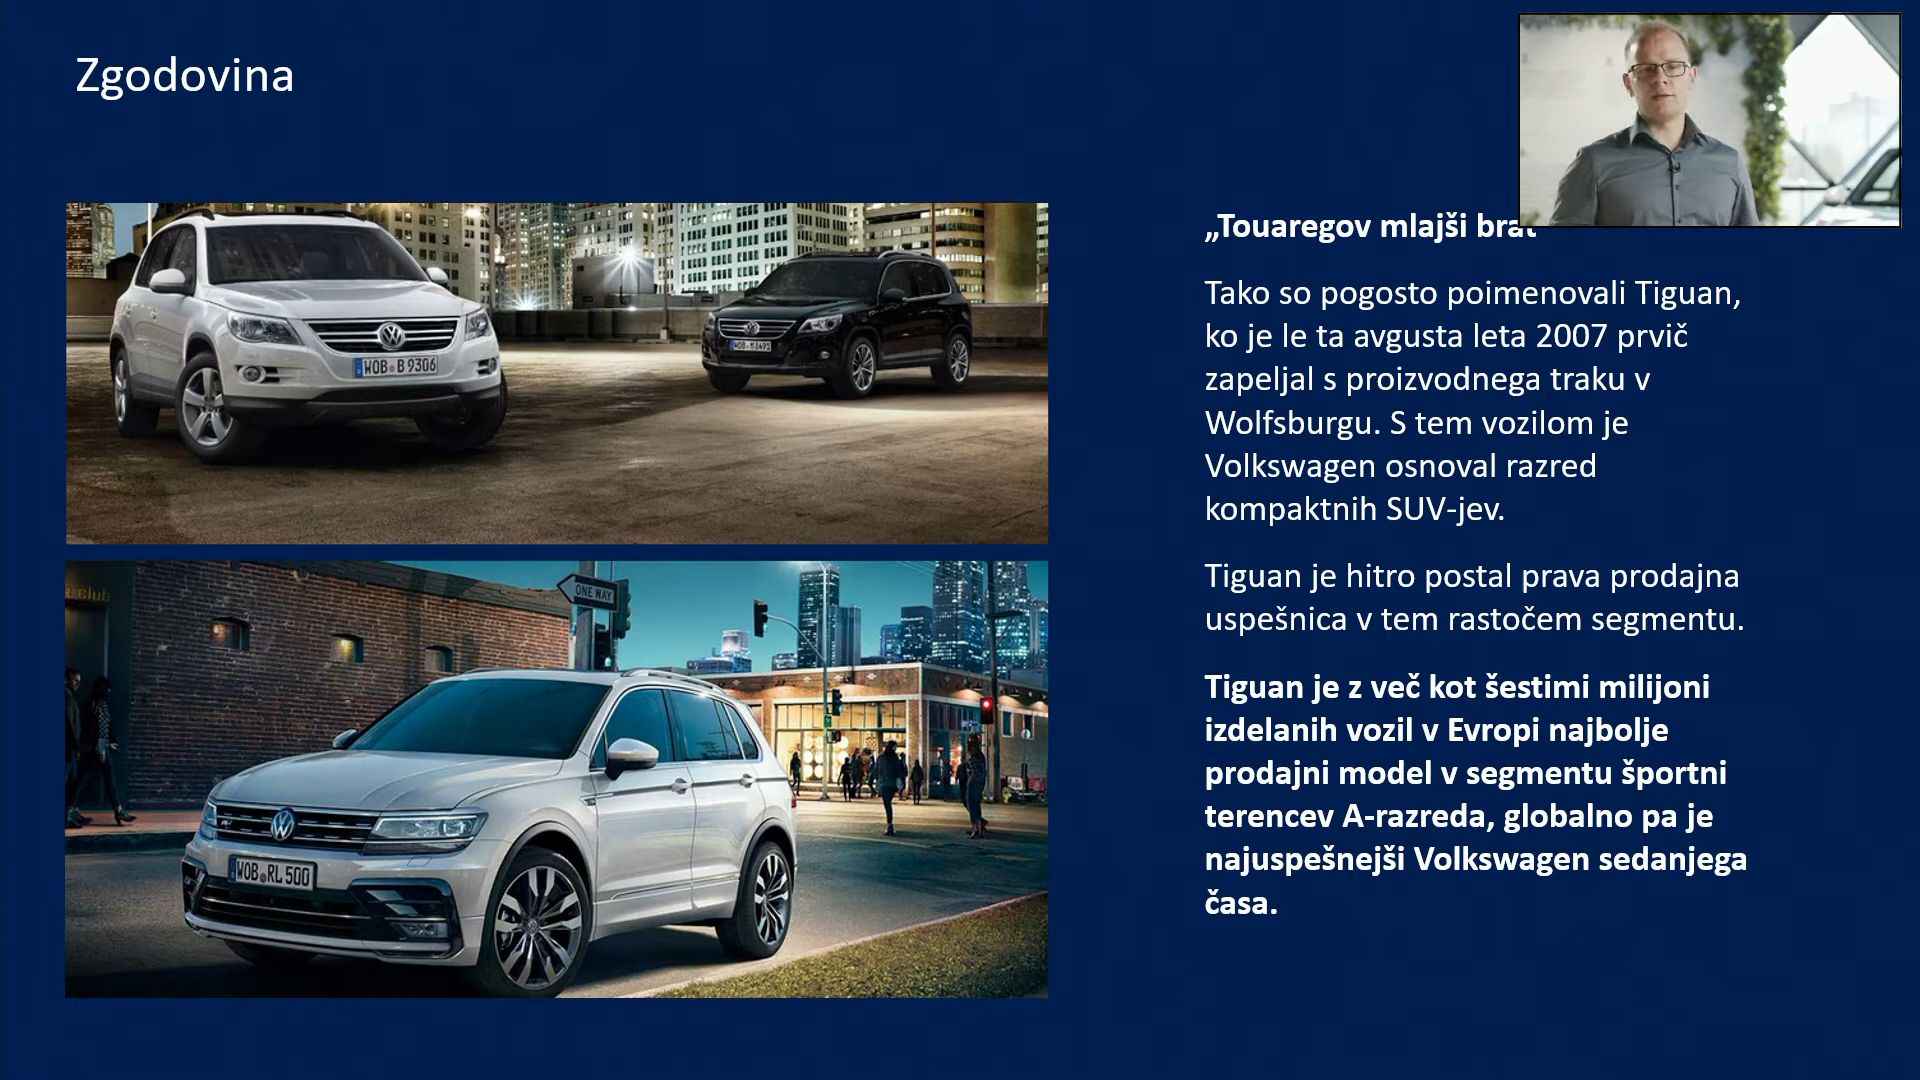 Zgodovina
„Touaregov mlajši brat
Tako so pogosto poimenovali Tiguan,
ko je le ta avgusta leta 2007 prvič
zapeljal s proizvodnega traku v
Wolfsburgu. S tem vozilom je
Volkswagen osnoval razred
kompaktnih SUV-jev.
Tiguan je hitro postal prava prodajna
uspešnica v tem rastočem segmentu.
Tiguan je z več kot šestimi milijoni
izdelanih vozil v Evropi najbolje
prodajni model v segmentu športni
terencev A-razreda, globalno pa je
najuspešnejši Volkswagen sedanjega
časa.
WOB B 9306
ONE WAY
club
WOB RL 500